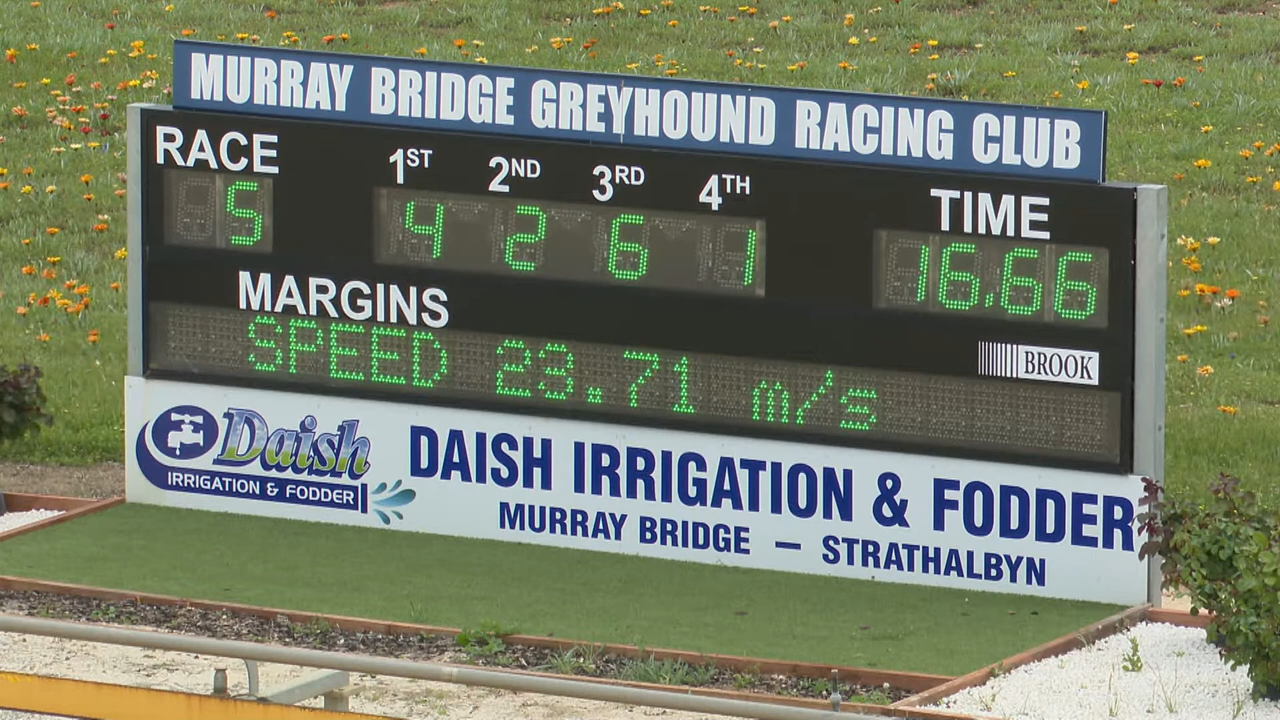 MURRAY BRIDGE GREYHOUND RACING CLUB
RACE 1ST 2ND 3RD 4TH TIME
5 4 2 6 1 16.66
MARGINS
BROOK
SPEED 23.71 m/s
Daish
IRRIGATION & FODDER
DAISH IRRIGATION & FODDER
MURRAY BRIDGE – STRATHALBYN